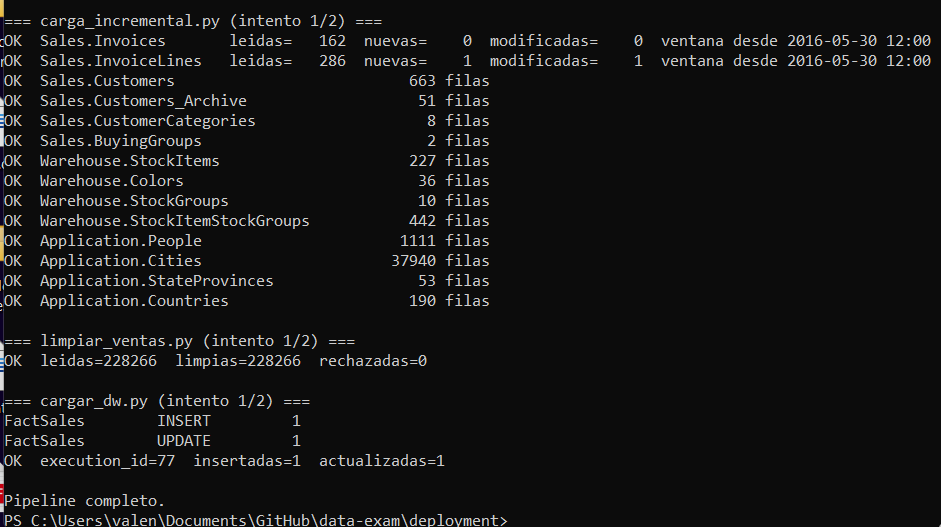 === carga_incremental.py (intento 1/2) ===
OK  Sales.Invoices       leidas=   162  nuevas=    0  modificadas=    0  ventana desde 2016-05-30 12:00
OK  Sales.InvoiceLines   leidas=   286  nuevas=    1  modificadas=    1  ventana desde 2016-05-30 12:00
OK  Sales.Customers                          663 filas
OK  Sales.Customers_Archive                   51 filas
OK  Sales.CustomerCategories                   8 filas
OK  Sales.BuyingGroups                         2 filas
OK  Warehouse.StockItems                     227 filas
OK  Warehouse.Colors                          36 filas
OK  Warehouse.StockGroups                     10 filas
OK  Warehouse.StockItemStockGroups           442 filas
OK  Application.People                      1111 filas
OK  Application.Cities                     37940 filas
OK  Application.StateProvinces                53 filas
OK  Application.Countries                    190 filas

=== limpiar_ventas.py (intento 1/2) ===
OK  leidas=228266  limpias=228266  rechazadas=0

=== cargar_dw.py (intento 1/2) ===
FactSales        INSERT         1
FactSales        UPDATE         1
OK  execution_id=77  insertadas=1  actualizadas=1

Pipeline completo.
PS C:\Users\valen\Documents\GitHub\data-exam\deployment>